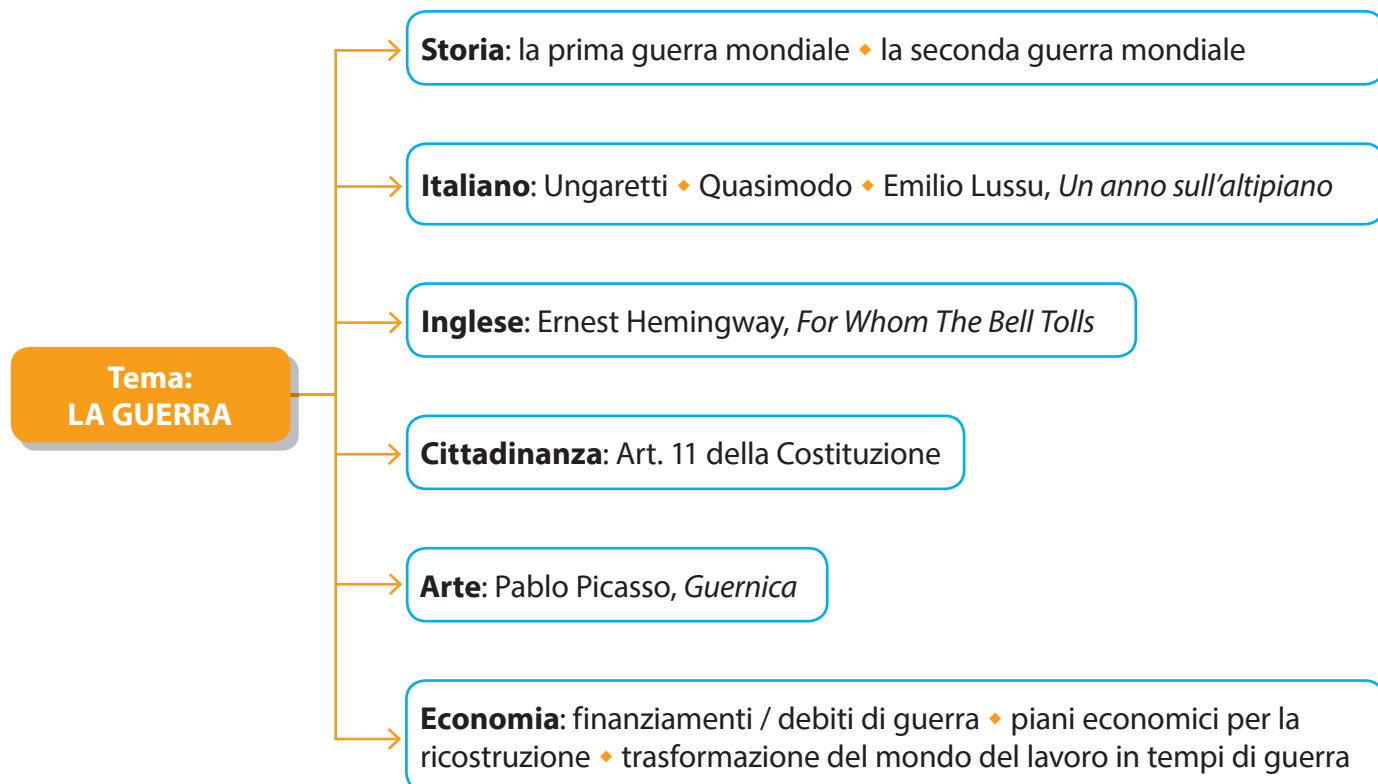 Storia: la prima guerra mondiale ◆ la seconda guerra mondiale
Italiano: Ungaretti ◆ Quasimodo ◆ Emilio Lussu, Un anno sull’altipiano
Inglese: Ernest Hemingway, For Whom The Bell Tolls
Tema:
LA GUERRA
Cittadinanza: Art. 11 della Costituzione
Arte: Pablo Picasso, Guernica
Economia: finanziamenti / debiti di guerra ◆ piani economici per la
ricostruzione ◆ trasformazione del mondo del lavoro in tempi di guerra